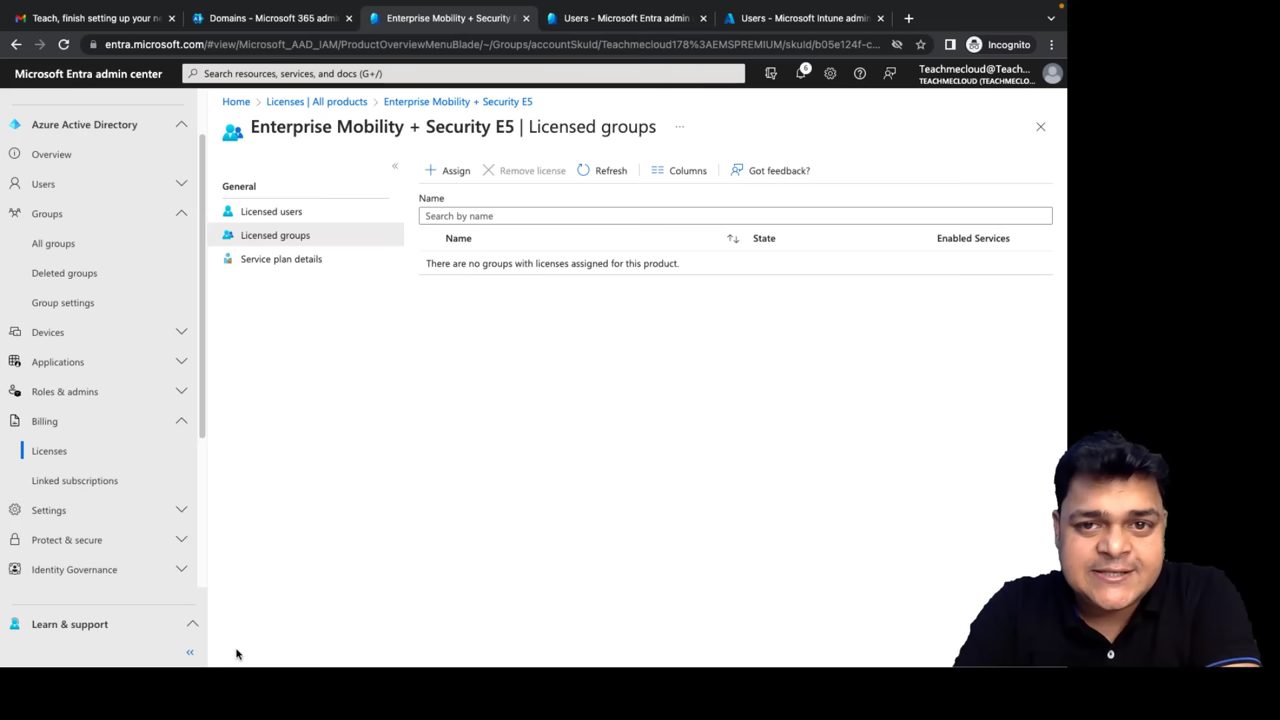 Teach, finish setting up your ne
Domains - Microsoft 365 admi
Enterprise Mobility + Security E5
Users - Microsoft Entra admin
Users - Microsoft Intune admin
entra.microsoft.com/#view/Microsoft_AAD_IAM/ProductOverviewMenuBlade/~/Groups/accountSkuId/Teachmecloud178%3AEMSPREMIUM/skuId/b05e124f-c...
Incognito
Microsoft Entra admin center
Search resources, services, and docs (G+/)
6
Teachmecloud@Teach...
TEACHMECLOUD (TEACHMECLO...
Azure Active Directory
Overview
Users
Groups
All groups
Deleted groups
Group settings
Devices
Applications
Roles & admins
Billing
Licenses
Linked subscriptions
Settings
Protect & secure
Identity Governance
Learn & support
Home > Licenses | All products > Enterprise Mobility + Security E5
Enterprise Mobility + Security E5 | Licensed groups ...
General
Licensed users
Licensed groups
Service plan details
Assign Remove license Refresh Columns Got feedback?
Name
Search by name
Name State Enabled Services
There are no groups with licenses assigned for this product.